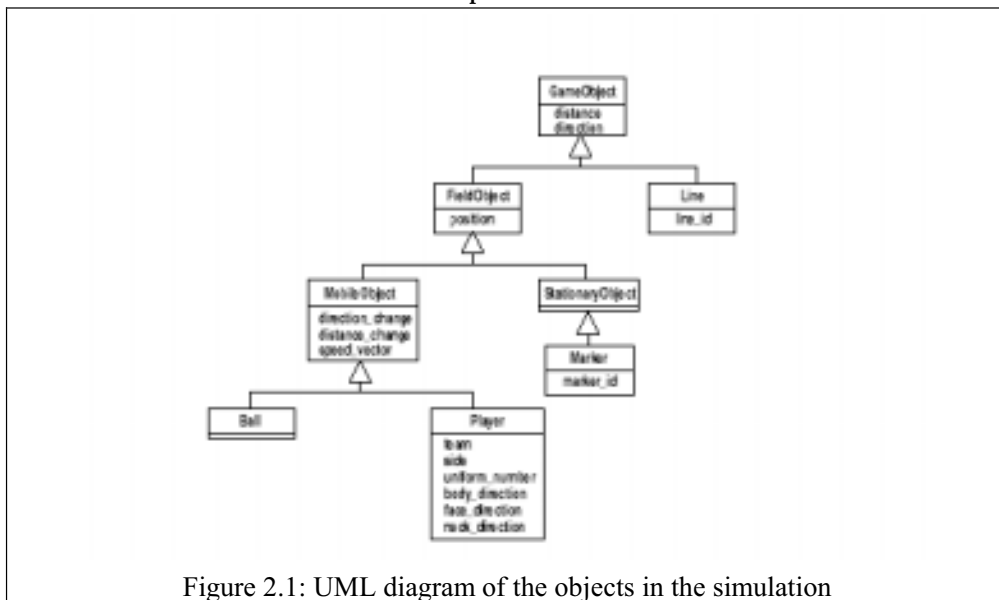 GameObject
distance
direction
FieldObject
position
Line
line_id
MobileObject
direction_change
distance_change
speed_vector
StationaryObject
Marker
marker_id
Ball
Player
team
side
uniform_number
body_direction
face_direction
neck_direction
Figure 2.1: UML diagram of the objects in the simulation